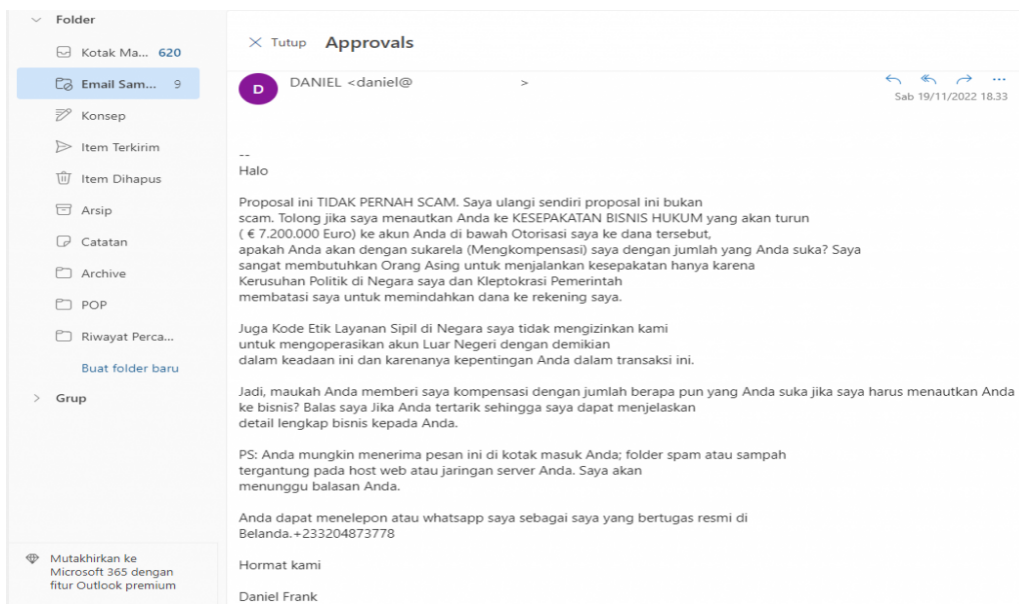 Folder
Kotak Ma... 620
Email Sam... 9
Konsep
Item Terkirim
Item Dihapus
Arsip
Catatan
Archive
POP
Riwayat Perca...
Buat folder baru
Grup
Mutakhirkan ke
Microsoft 365 dengan
fitur Outlook premium
Tutup Approvals
D
DANIEL <daniel@ >
Sab 19/11/2022 18.33
--
Halo
Proposal ini TIDAK PERNAH SCAM. Saya ulangi sendiri proposal ini bukan
scam. Tolong jika saya menautkan Anda ke KESEPAKATAN BISNIS HUKUM yang akan turun
( € 7.200.000 Euro) ke akun Anda di bawah Otorisasi saya ke dana tersebut,
apakah Anda akan dengan sukarela (Mengkompensasi) saya dengan jumlah yang Anda suka? Saya
sangat membutuhkan Orang Asing untuk menjalankan kesepakatan hanya karena
Kerusuhan Politik di Negara saya dan Kleptokrasi Pemerintah
membatasi saya untuk memindahkan dana ke rekening saya.
Juga Kode Etik Layanan Sipil di Negara saya tidak mengizinkan kami
untuk mengoperasikan akun Luar Negeri dengan demikian
dalam keadaan ini dan karenanya kepentingan Anda dalam transaksi ini.
Jadi, maukah Anda memberi saya kompensasi dengan jumlah berapa pun yang Anda suka jika saya harus menautkan Anda
ke bisnis? Balas saya Jika Anda tertarik sehingga saya dapat menjelaskan
detail lengkap bisnis kepada Anda.
PS: Anda mungkin menerima pesan ini di kotak masuk Anda; folder spam atau sampah
tergantung pada host web atau jaringan server Anda. Saya akan
menunggu balasan Anda.
Anda dapat menelepon atau whatsapp saya sebagai saya yang bertugas resmi di
Belanda.+233204873778
Hormat kami
Daniel Frank